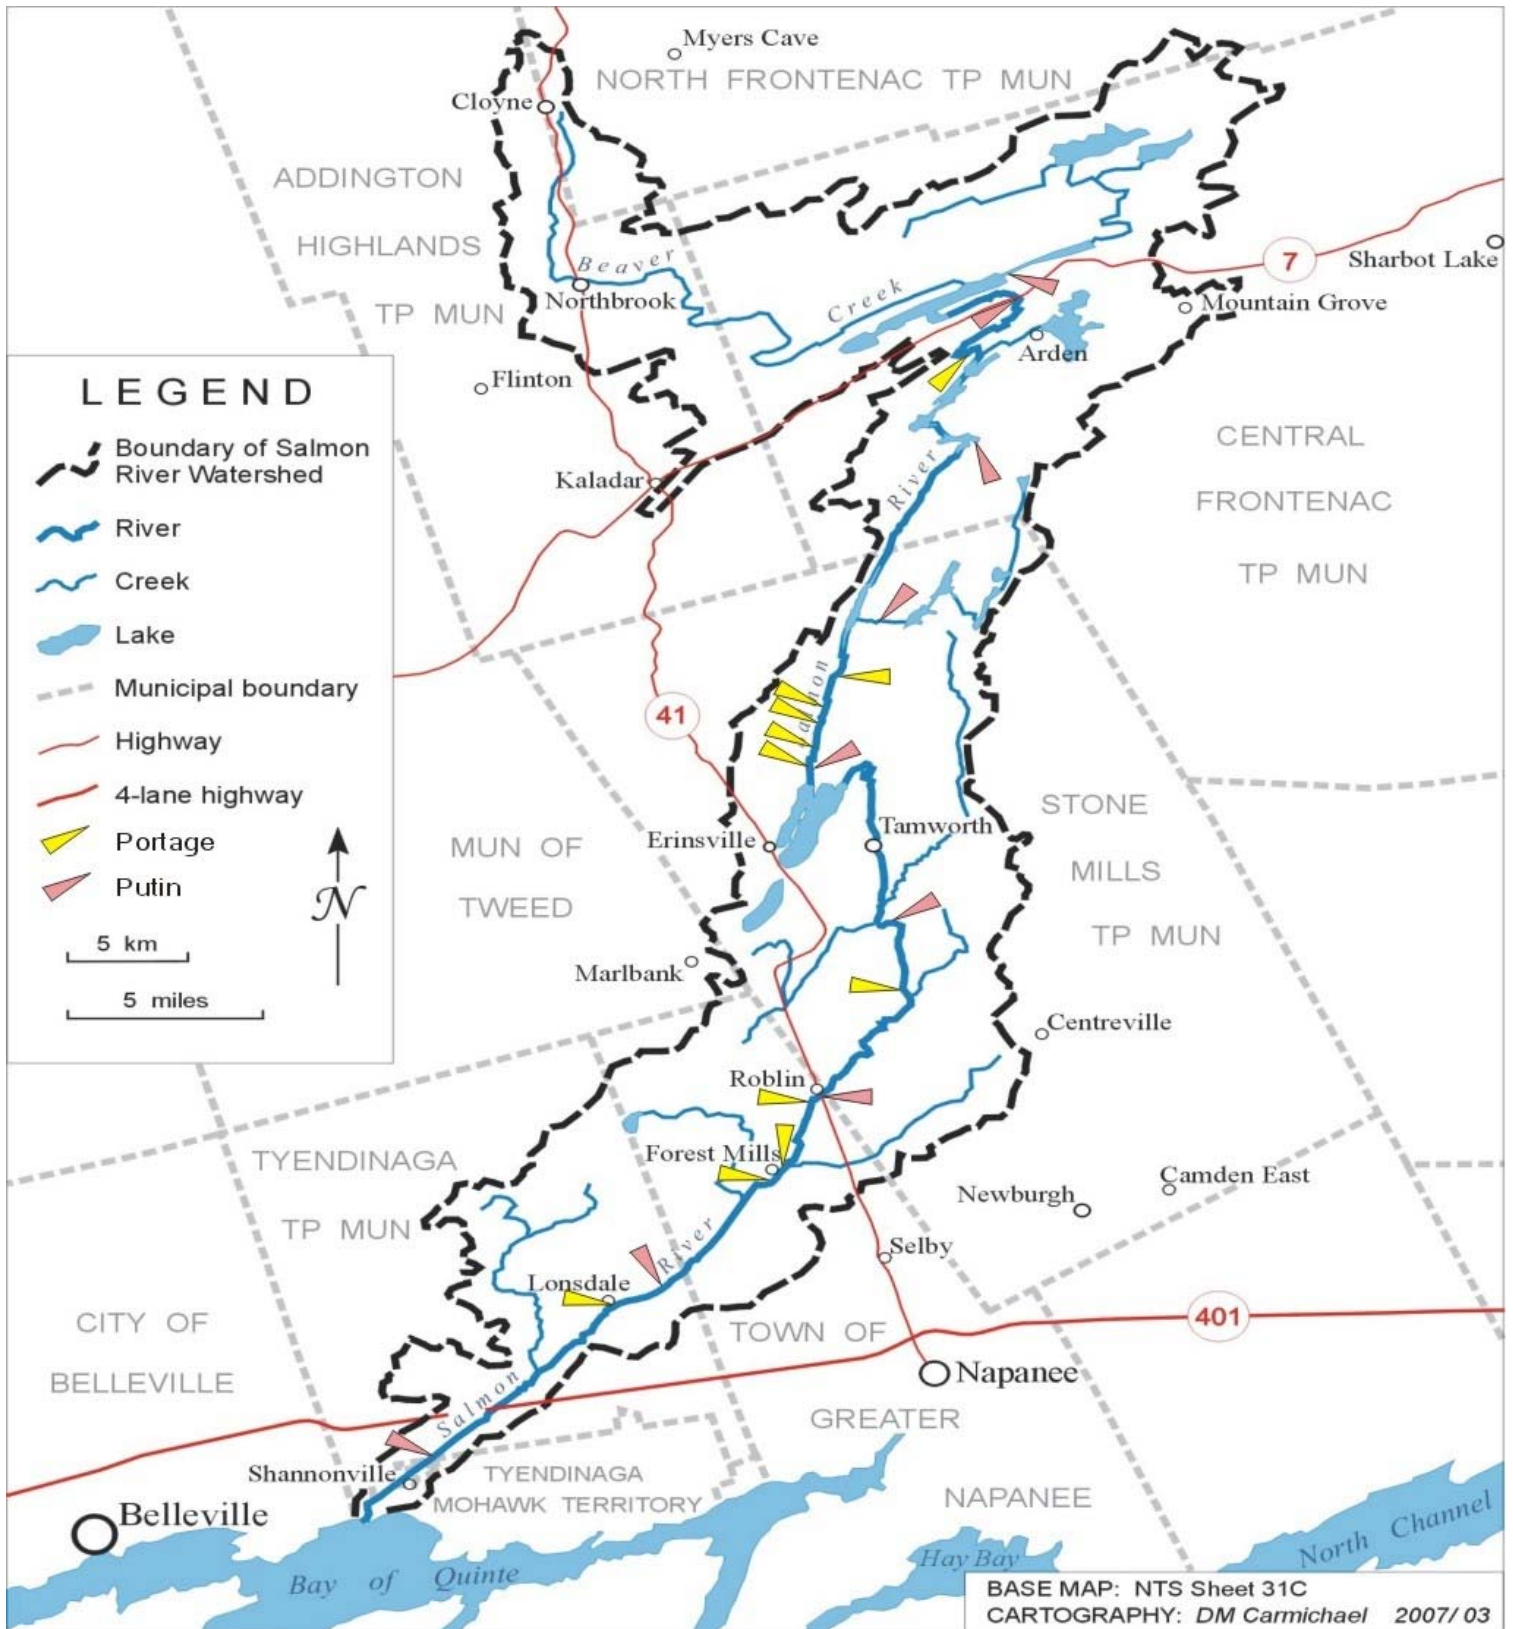 Myers Cave
NORTH FRONTENAC TP MUN
Cloyne
ADDINGTON
HIGHLANDS
TP MUN
Beaver
Northbrook
Creek
7
Sharbot Lake
Mountain Grove
Arden
Flinton
Kaladar
River
CENTRAL
FRONTENAC
TP MUN
LEGEND
Boundary of Salmon
River Watershed
River
Creek
Lake
Municipal boundary
Highway
4-lane highway
Portage
Putin
N
5 km
5 miles
41
Erinsville
Tamworth
STONE
MILLS
TP MUN
MUN OF
TWEED
Marlbank
Centreville
Roblin
Forest Mills
TYENDINAGA
TP MUN
Camden East
Newburgh
Selby
River
Lonsdale
CITY OF
BELLEVILLE
401
TOWN OF
Napanee
GREATER
NAPANEE
Salmon
Shannonville
TYENDINAGA
MOHAWK TERRITORY
Belleville
Bay of Quinte
Hay Bay
North Channel
BASE MAP: NTS Sheet 31C
CARTOGRAPHY: DM Carmichael 2007/03